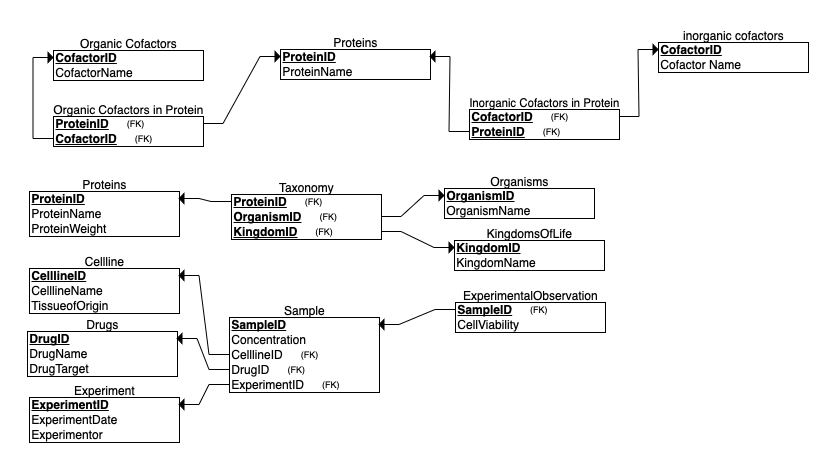 Organic Cofactors
CofactorID
CofactorName
Proteins
ProteinID
ProteinName
inorganic cofactors
CofactorID
Cofactor Name
Organic Cofactors in Protein
ProteinID (FK)
CofactorID (FK)
Inorganic Cofactors in Protein
CofactorID (FK)
ProteinID (FK)
Proteins
ProteinID
ProteinName
ProteinWeight
Taxonomy
ProteinID (FK)
OrganismID (FK)
KingdomID (FK)
Organisms
OrganismID
OrganismName
KingdomsOfLife
KingdomID
KingdomName
Cellline
CelllineID
CelllineName
TissueofOrigin
Drugs
DrugID
DrugName
DrugTarget
Experiment
ExperimentID
ExperimentDate
Experimentor
Sample
SampleID
Concentration
CelllineID (FK)
DrugID (FK)
ExperimentID (FK)
ExperimentalObservation
SampleID (FK)
CellViability